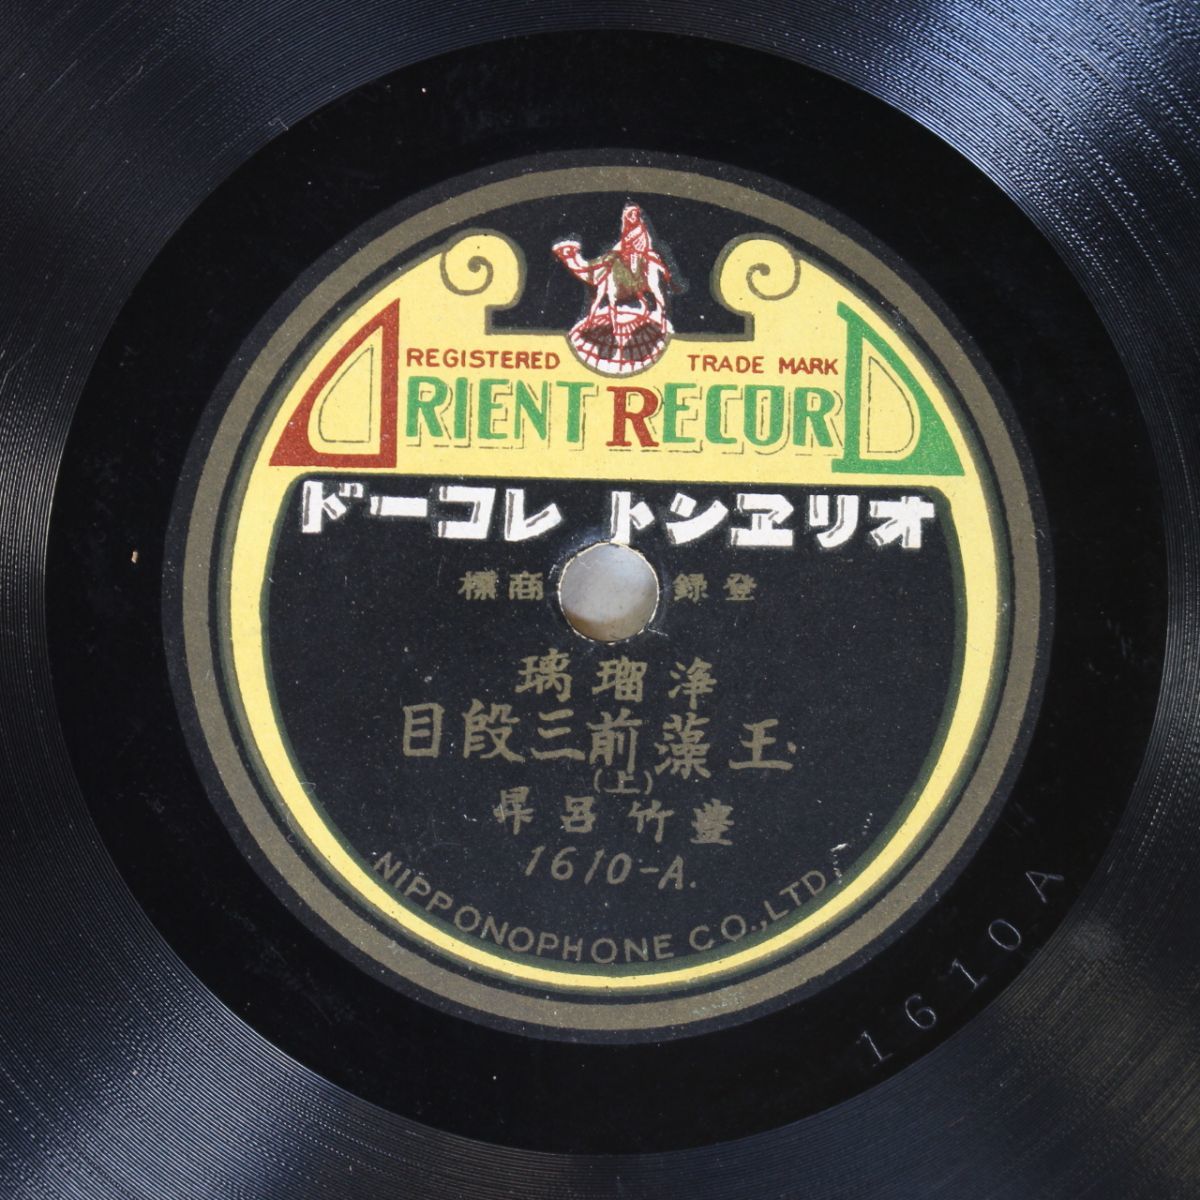 REGISTERED TRADE MARK
ORIENT RECORD
オリヱント レコード
登録 商標
浄瑠璃
玉藻前三段目
(上)
豊竹呂昇
1610-A.
NIPPONOPHONE CO., LTD.
1610A